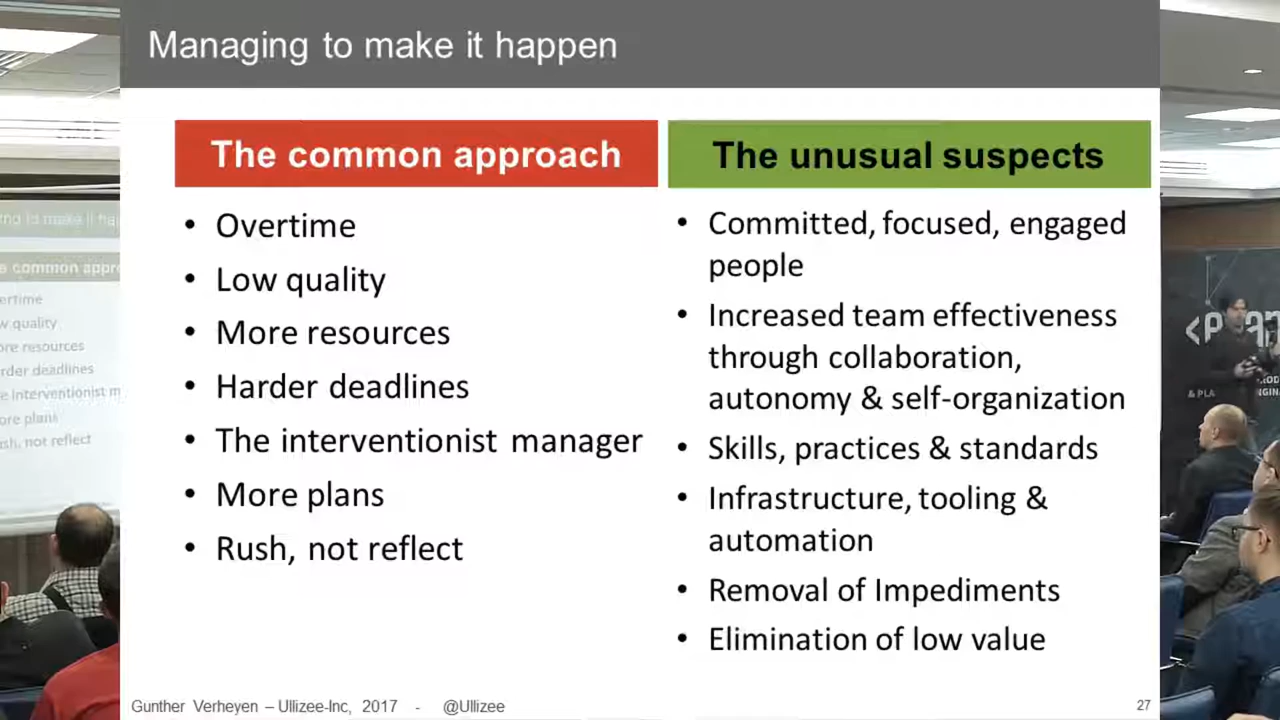 Managing to make it happen
The common approach
• Overtime
• Low quality
• More resources
• Harder deadlines
• The interventionist manager
• More plans
• Rush, not reflect
The unusual suspects
• Committed, focused, engaged
people
• Increased team effectiveness
through collaboration,
autonomy & self-organization
• Skills, practices & standards
• Infrastructure, tooling &
automation
• Removal of Impediments
• Elimination of low value
Gunther Verheyen – Ullizee-Inc, 2017 - @Ullizee
27
& PLA